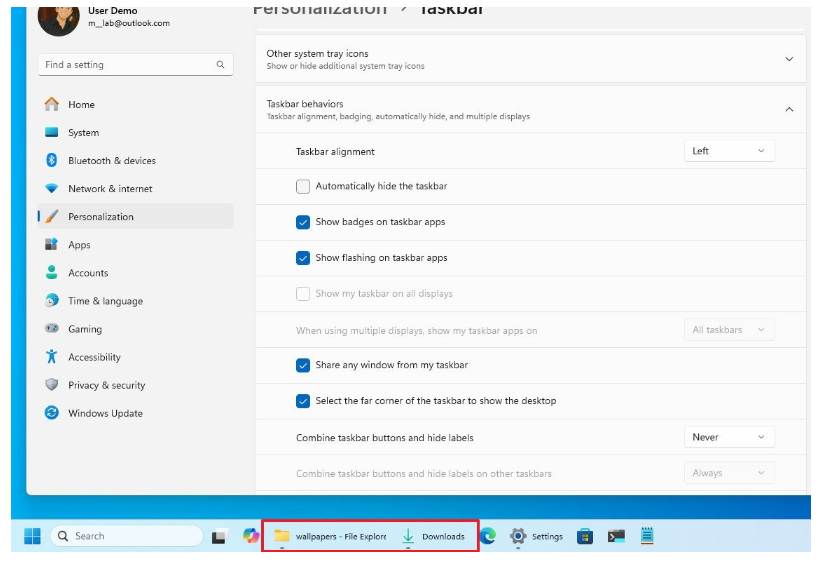 User Demo
m_lab@outlook.com
Personalization > Taskbar
Find a setting
Home
System
Bluetooth & devices
Network & internet
Personalization
Apps
Accounts
Time & language
Gaming
Accessibility
Privacy & security
Windows Update
Other system tray icons
Show or hide additional system tray icons
Taskbar behaviors
Taskbar alignment, badging, automatically hide, and multiple displays
Taskbar alignment Left
Automatically hide the taskbar
Show badges on taskbar apps
Show flashing on taskbar apps
Show my taskbar on all displays
When using multiple displays, show my taskbar apps on All taskbars
Share any window from my taskbar
Select the far corner of the taskbar to show the desktop
Combine taskbar buttons and hide labels Never
Combine taskbar buttons and hide labels on other taskbars Always
Search wallpapers - File Explore Downloads Settings